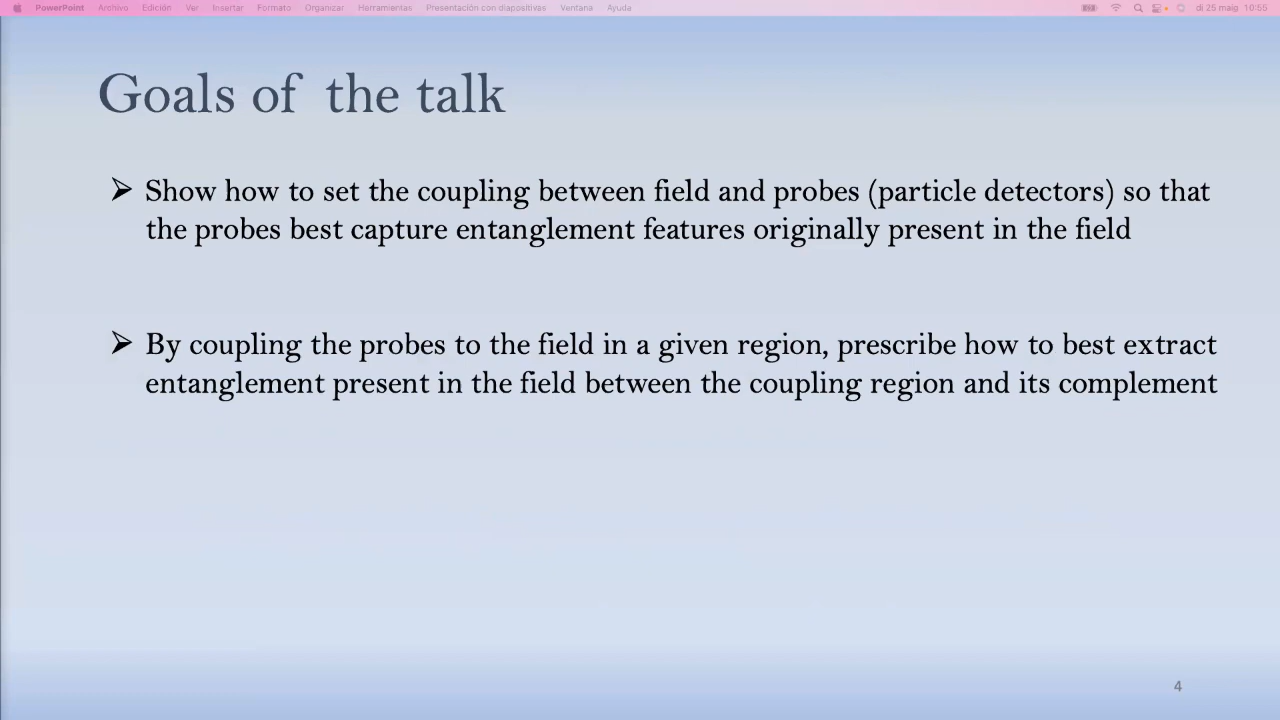 PowerPoint Archivo Edición Ver Insertar Formato Organizar Herramientas Presentación con diapositivas Ventana Ayuda di 25 maig 10:55
Goals of the talk
➢ Show how to set the coupling between field and probes (particle detectors) so that
the probes best capture entanglement features originally present in the field
➢ By coupling the probes to the field in a given region, prescribe how to best extract
entanglement present in the field between the coupling region and its complement
4